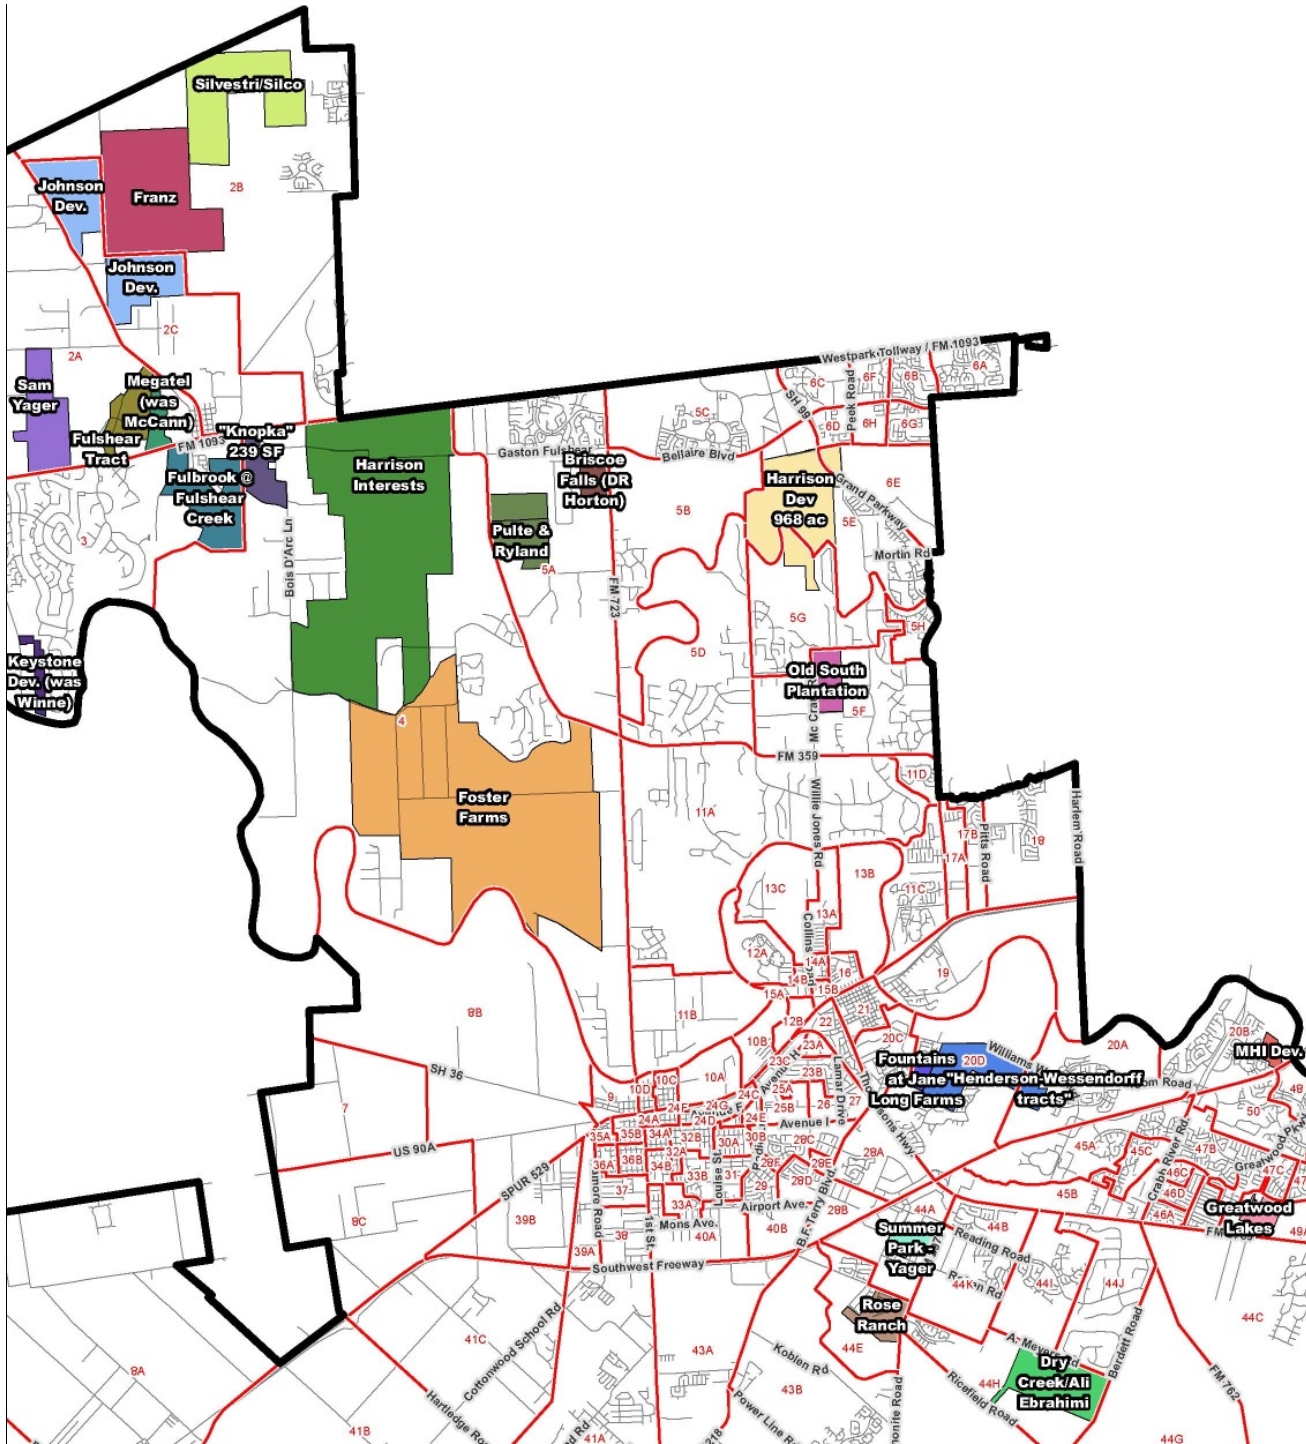 Silvestri/Silco
Johnson
Dev.
Franz
2B
Johnson
Dev.
2C
2A
Sam
Yager
Megatel
(was
McCann)
Fulshear
Tract
FM 1093
"Knopka"
239 SF
Fulbrook @
Fulshear
Creek
3
Bois D'Arc Ln
Keystone
Dev. (was
Winne)
Harrison
Interests
Westpark Tollway / FM 1093
6A
6B
6F
6C
Peek Road
SH 99
6D
6H
6G
5C
Gaston Fulshear
Bellaire Blvd
Briscoe
Falls (DR
Horton)
Harrison
Dev
968 ac
Grand Parkway
6E
5B
5E
Pulte &
Ryland
5A
Mortin Rd
FM 723
5G
5H
5D
Old South
Plantation
5F
4
FM 359
11D
Foster
Farms
11A
Willie Jones Rd
17B
Pitts Road
18
Harlem Road
17A
13C
13B
11C
13A
Collins
12A
14A
16
14B
19
15A
15B
8B
11B
12B
22
21
20C
20D
20A
20B
10B
23A
23C
23B
Fountains
at Jane
Long Farms
"Henderson-Wessendorff
tracts"
MHI Dev.
SH 36
7
9
10C
10D
10A
24C
25A
25B
26
27
Lamar Drive
48
50
24F
24G
24A
24D
24E
Avenue I
35A
35B
34A
32B
30A
30B
28C
28A
45A
45C
47B
Crabb River Rd.
Greatwood Pkwy
US 90A
36A
36B
34B
32A
33B
31
28F
28E
28D
29
46C
46D
47C
45B
SPUR 529
37
33A
Louise St.
Airport Ave.
28B
44A
46A
Greatwood
Lakes
8C
39B
38
Mons Ave.
40A
40B
B.F. Terry Blvd.
44B
Summer
Park -
Yager
Reading Road
49A
39A
1st St.
Southwest Freeway
44K
44I
44J
44C
Rose
Ranch
44E
Berdett Road
41C
Cottonwood School Rd
43A
Koblen Rd
43B
Dry
Creek/Ali
Ebrahimi
44H
Ricefield Road
FM 762
8A
41B
41A
Power Line R
44G